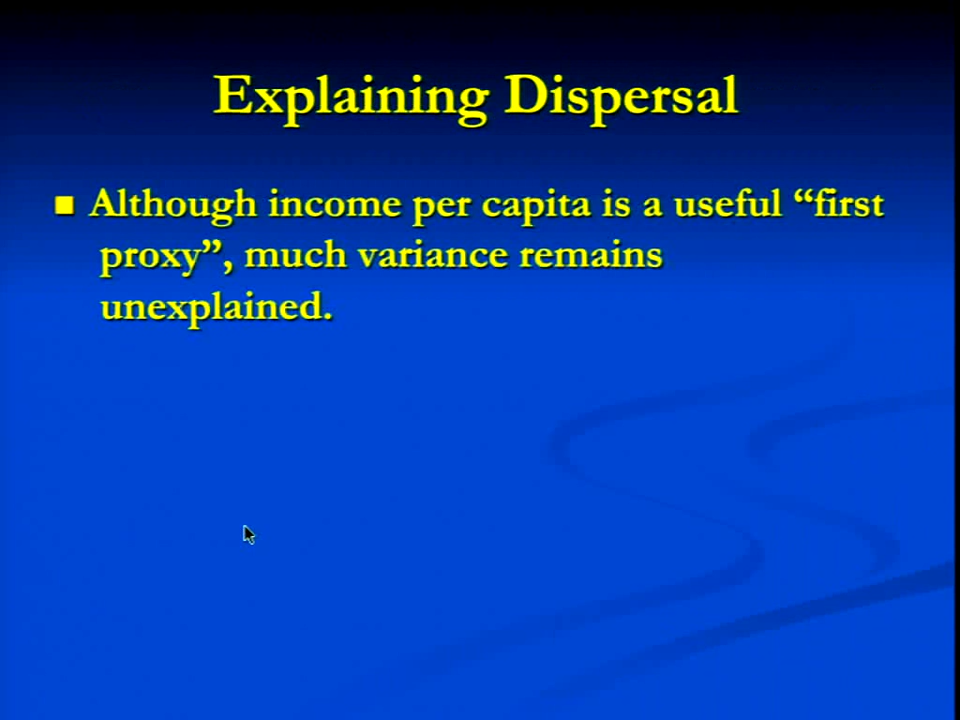 Explaining Dispersal
Although income per capita is a useful “first
proxy”, much variance remains
unexplained.